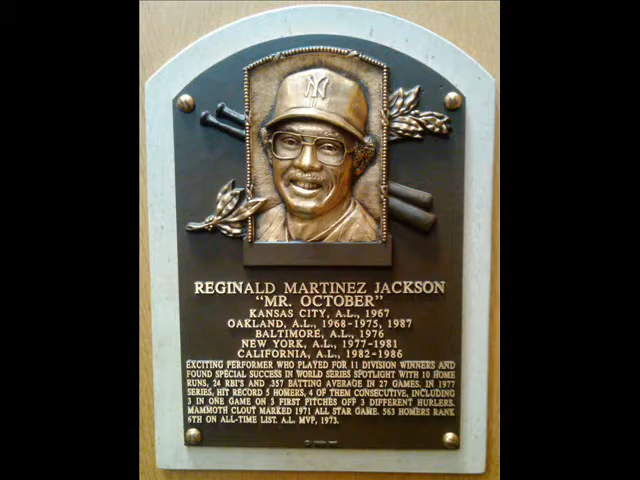 NY
REGINALD MARTINEZ JACKSON
"MR. OCTOBER"
KANSAS CITY, A.L., 1967
OAKLAND, A.L., 1968-1975, 1987
BALTIMORE, A.L., 1976
NEW YORK, A.L., 1977-1981
CALIFORNIA, A.L., 1982-1986
EXCITING PERFORMER WHO PLAYED FOR 11 DIVISION WINNERS AND
FOUND SPECIAL SUCCESS IN WORLD SERIES SPOTLIGHT WITH 10 HOME
RUNS, 24 RBI'S AND .357 BATTING AVERAGE IN 27 GAMES. IN 1977
SERIES, HIT RECORD 5 HOMERS, 4 OF THEM CONSECUTIVE, INCLUDING
3 IN ONE GAME ON 3 FIRST PITCHES OFF 3 DIFFERENT HURLERS.
MAMMOTH CLOUT MARKED 1971 ALL STAR GAME. 563 HOMERS RANK
6TH ON ALL-TIME LIST. A.L. MVP, 1973.